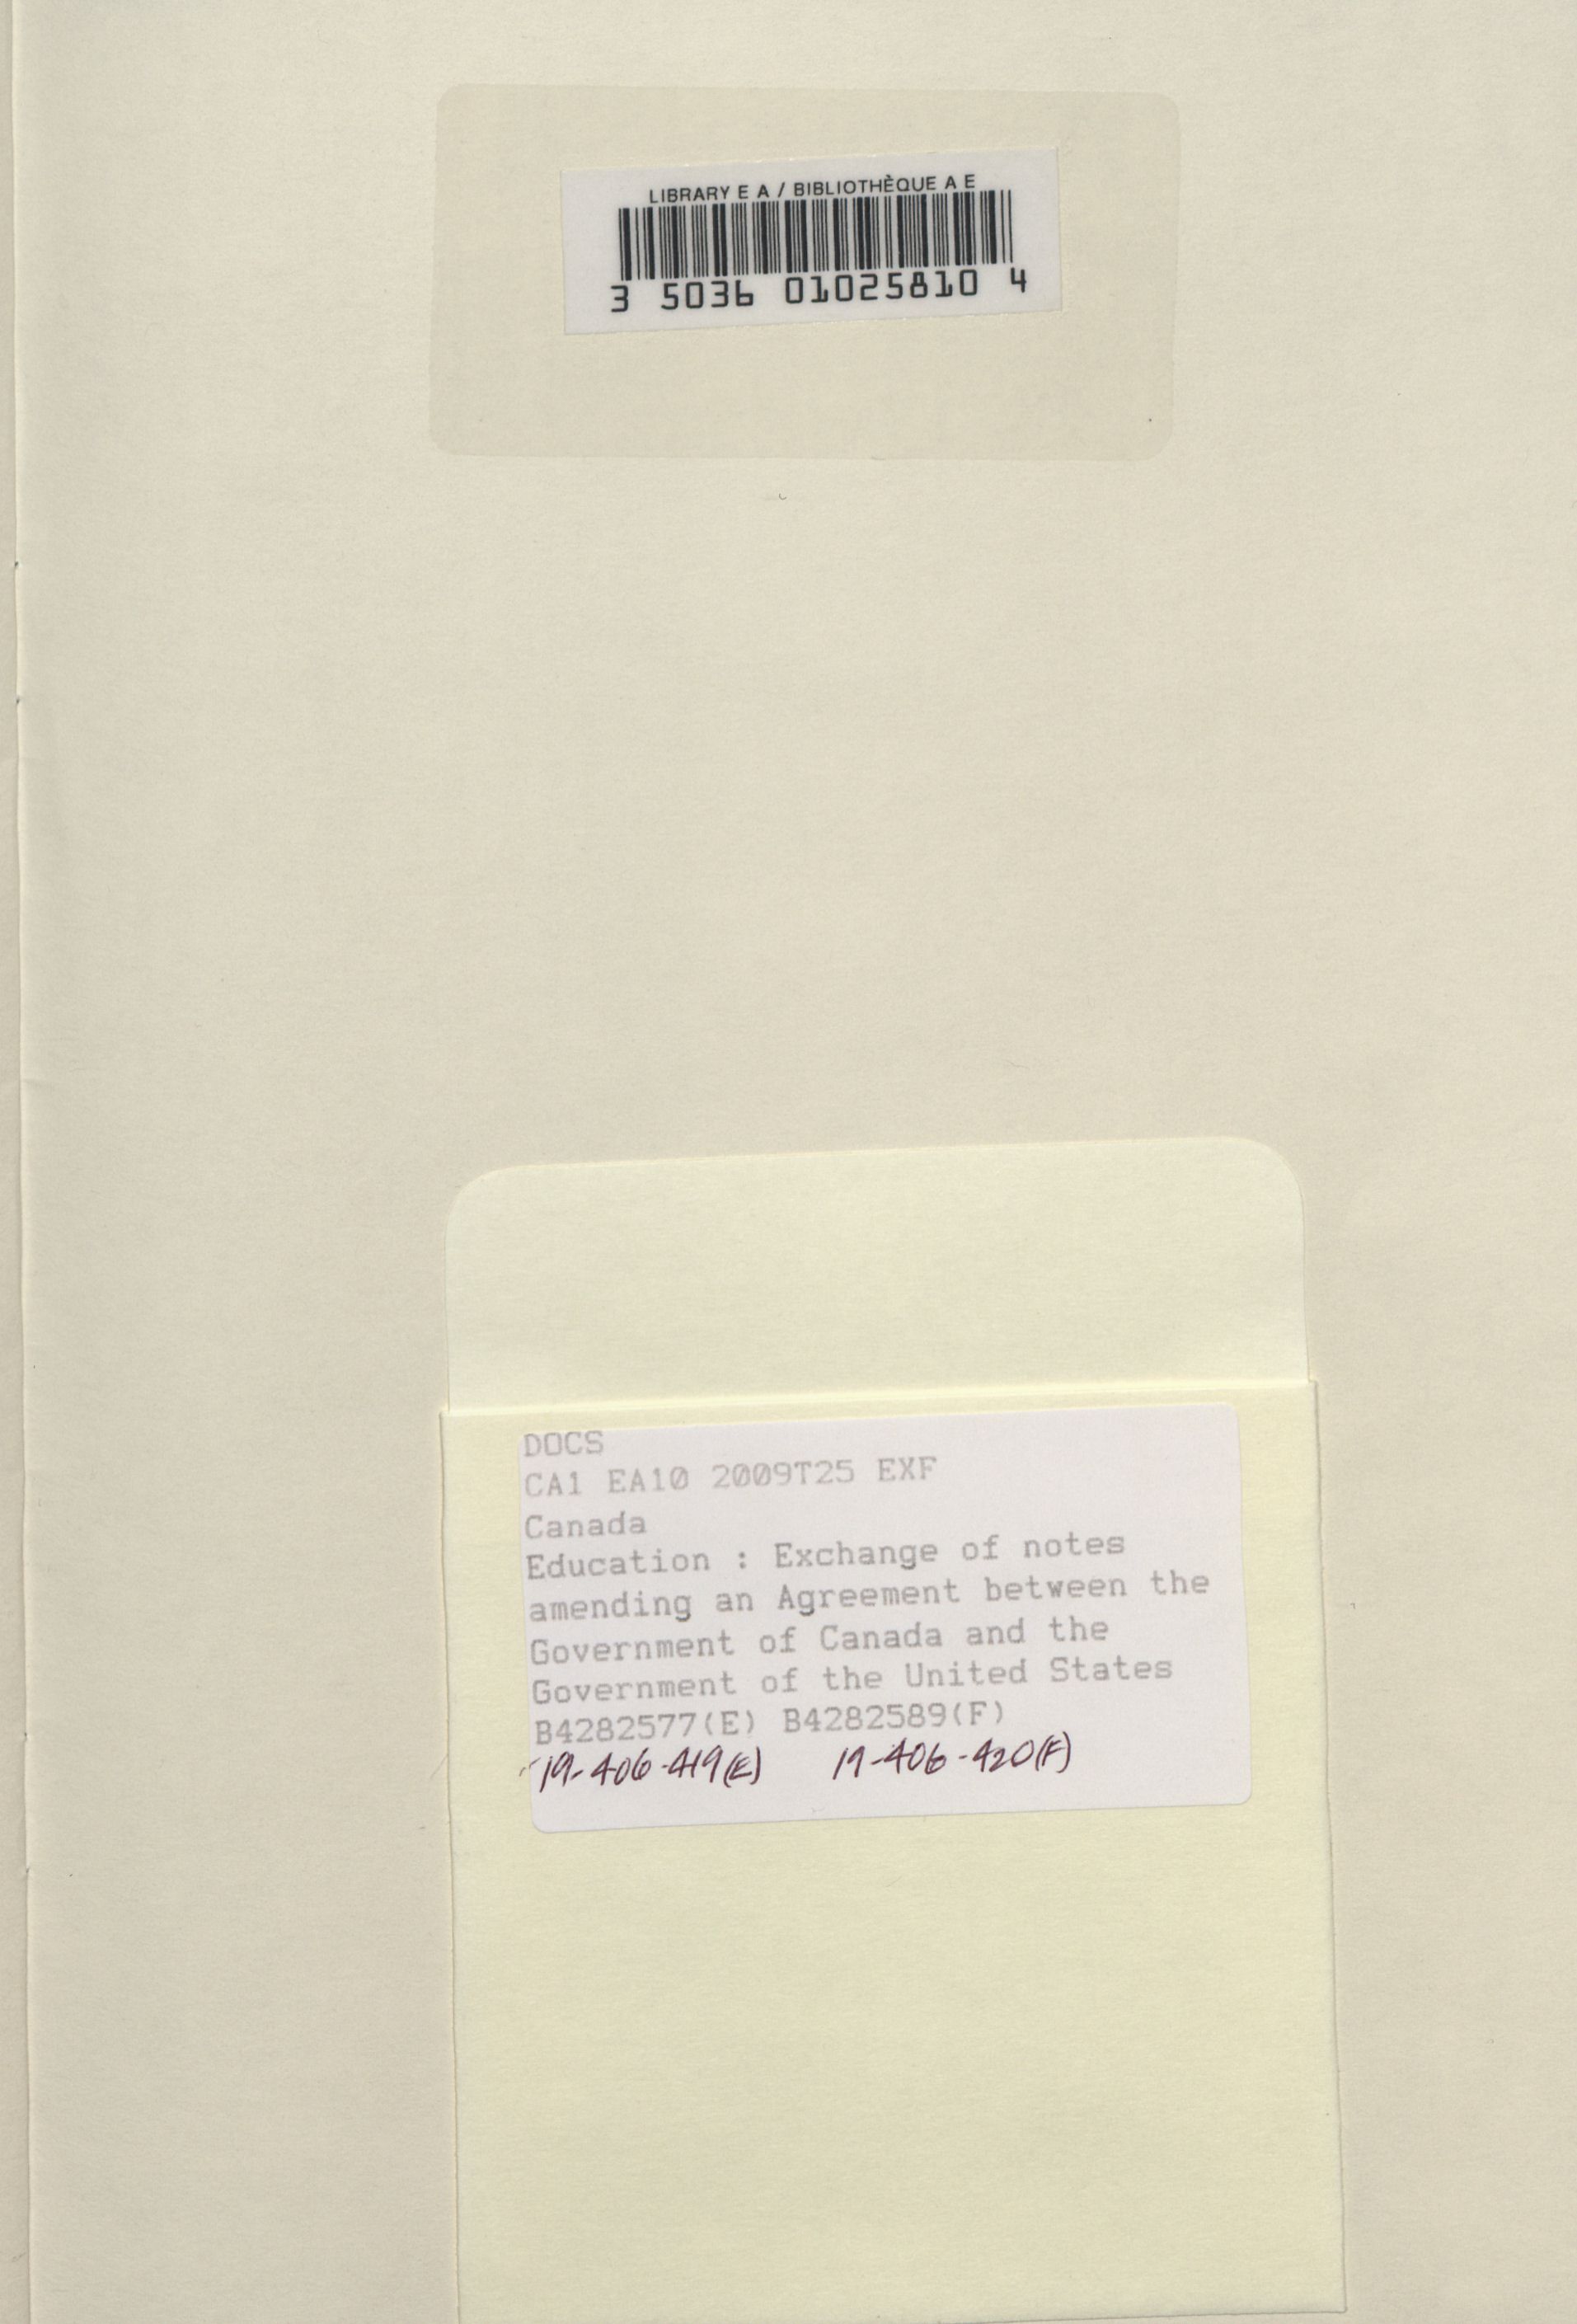 LIBRARY E A / BIBLIOTHÈQUE A E
3 5036 01025810 4
DOCS
CA1 EA10 2009T25 EXF
Canada
Education : Exchange of notes
amending an Agreement between the
Government of Canada and the
Government of the United States
B4282577(E) B4282589(F)
19-406-419(E) 19-406-420(F)